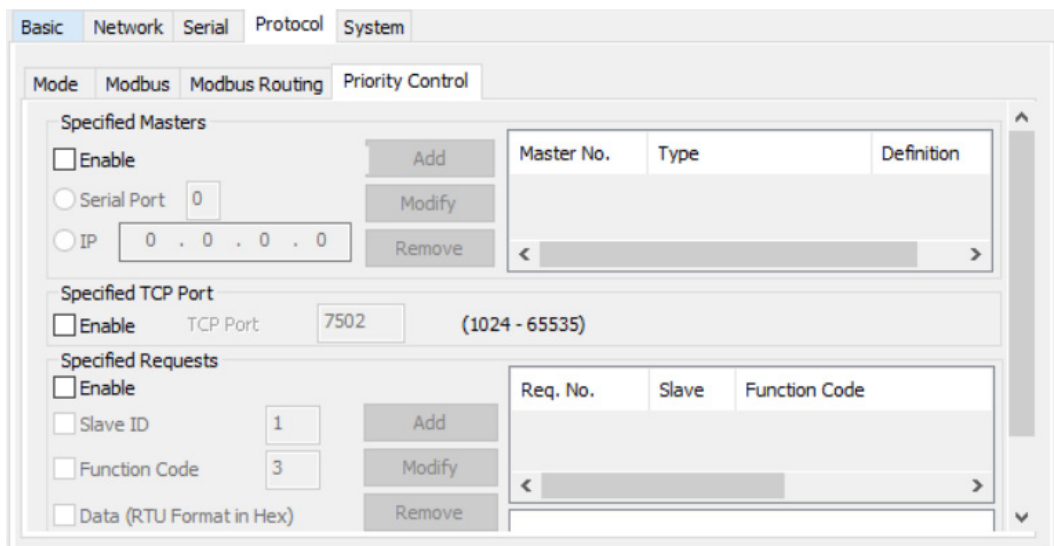 Basic Network Serial Protocol System
Mode Modbus Modbus Routing Priority Control
Specified Masters
Enable Add Master No. Type Definition
Serial Port 0 Modify
IP 0 . 0 . 0 . 0 Remove
Specified TCP Port
Enable TCP Port 7502 (1024 - 65535)
Specified Requests
Enable Req. No. Slave Function Code
Slave ID 1 Add
Function Code 3 Modify
Data (RTU Format in Hex) Remove